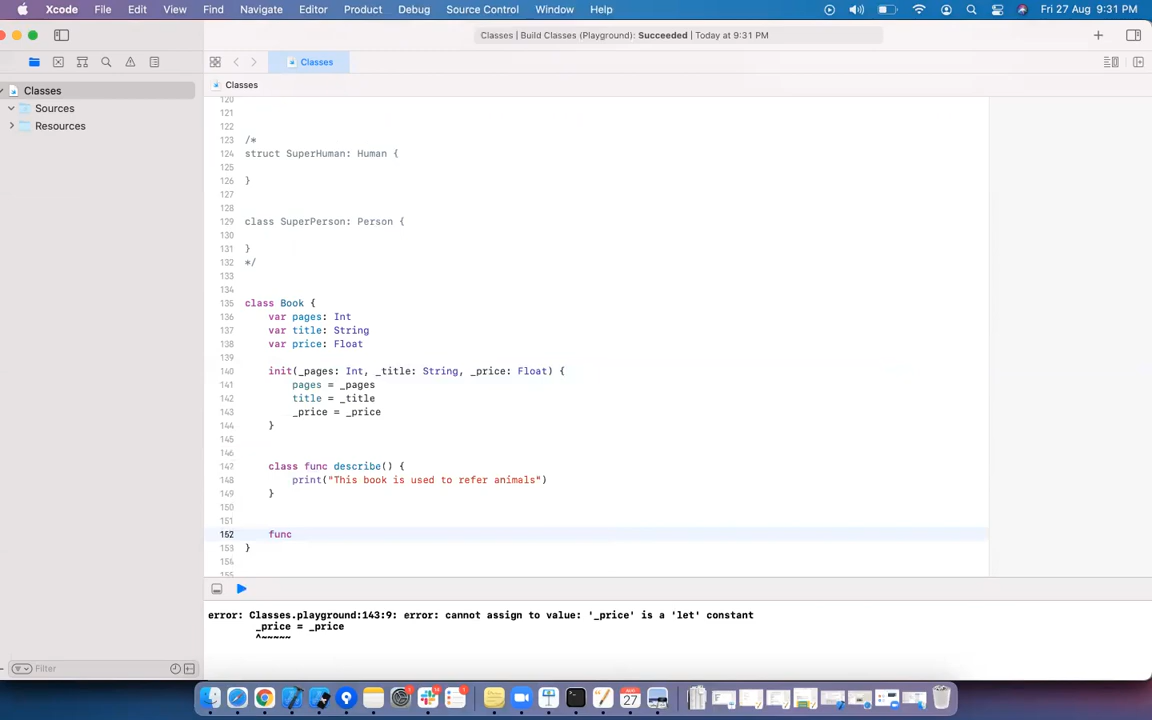 Xcode File Edit View Find Navigate Editor Product Debug Source Control Window Help Fri 27 Aug 9:31 PM
Classes | Build Classes (Playground): Succeeded | Today at 9:31 PM
Classes
Classes
Classes
Sources
Resources
120
121
122
123 /*
124 struct SuperHuman: Human {
125
126 }
127
128
129 class SuperPerson: Person {
130
131 }
132 */
133
134
135 class Book {
136 var pages: Int
137 var title: String
138 var price: Float
139
140 init(_pages: Int, _title: String, _price: Float) {
141 pages = _pages
142 title = _title
143 _price = _price
144 }
145
146
147 class func describe() {
148 print("This book is used to refer animals")
149 }
150
151
152 func
153 }
154
155
error: Classes.playground:143:9: error: cannot assign to value: '_price' is a 'let' constant
_price = _price
^~~~~~
Filter
AUG
27